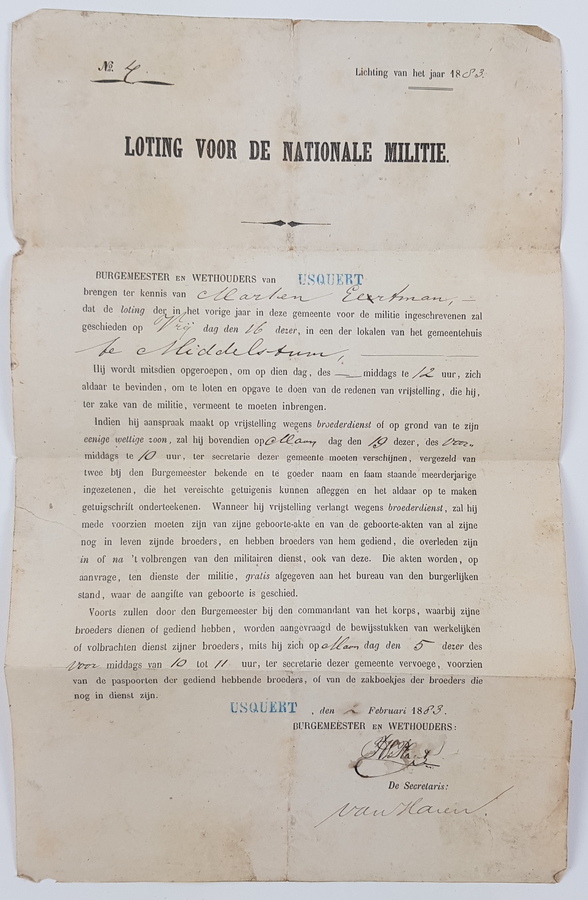 No. 4
Lichting van het jaar 1883.
LOTING VOOR DE NATIONALE MILITIE.
BURGEMEESTER EN WETHOUDERS van USQUERT
brengen ter kennis van Marten Eertman,
dat de loting der in het vorige jaar in deze gemeente voor de militie ingeschrevenen zal
geschieden op Vrij dag den 16 dezer, in een der lokalen van het gemeentehuis
te Middelstum,
Hij wordt mitsdien opgeroepen, om op dien dag, des — middags te 12 uur, zich
aldaar te bevinden, om te loten en opgave te doen van de redenen van vrijstelling, die hij,
ter zake van de militie, vermeent te moeten inbrengen.
Indien hij aanspraak maakt op vrijstelling wegens broederdienst of op grond van te zijn
eenige wettige zoon, zal hij bovendien op Maan dag den 19 dezer, des voor
middags te 10 uur, ter secretarie dezer gemeente moeten verschijnen, vergezeld van
twee bij den Burgemeester bekende en te goeder naam en faam staande meerderjarige
ingezetenen, die het vereischte getuigenis kunnen afleggen en het aldaar op te maken
getuigschrift onderteekenen. Wanneer hij vrijstelling verlangt wegens broederdienst, zal hij
mede voorzien moeten zijn van zijne geboorte-akte en van de geboorte-akten van al zijne
nog in leven zijnde broeders, en hebben broeders van hem gediend, die overleden zijn
in of na 't volbrengen van den militairen dienst, ook van deze. Die akten worden, op
aanvrage, ten dienste der militie, gratis afgegeven aan het bureau van den burgerlijken
stand, waar de aangifte van geboorte is geschied.
Voorts zullen door den Burgemeester bij den commandant van het korps, waarbij zijne
broeders dienen of gediend hebben, worden aangevraagd de bewijsstukken van werkelijken
of volbrachten dienst zijner broeders, mits hij zich op Maan dag den 5 dezer des
voor middags van 10 tot 11 uur, ter secretarie dezer gemeente vervoege, voorzien
van de paspoorten der gediend hebbende broeders, of van de zakboekjes der broeders die
nog in dienst zijn.
USQUERT, den 2 Februari 1883.
BURGEMEESTER EN WETHOUDERS:
De Secretaris:
van Haren.